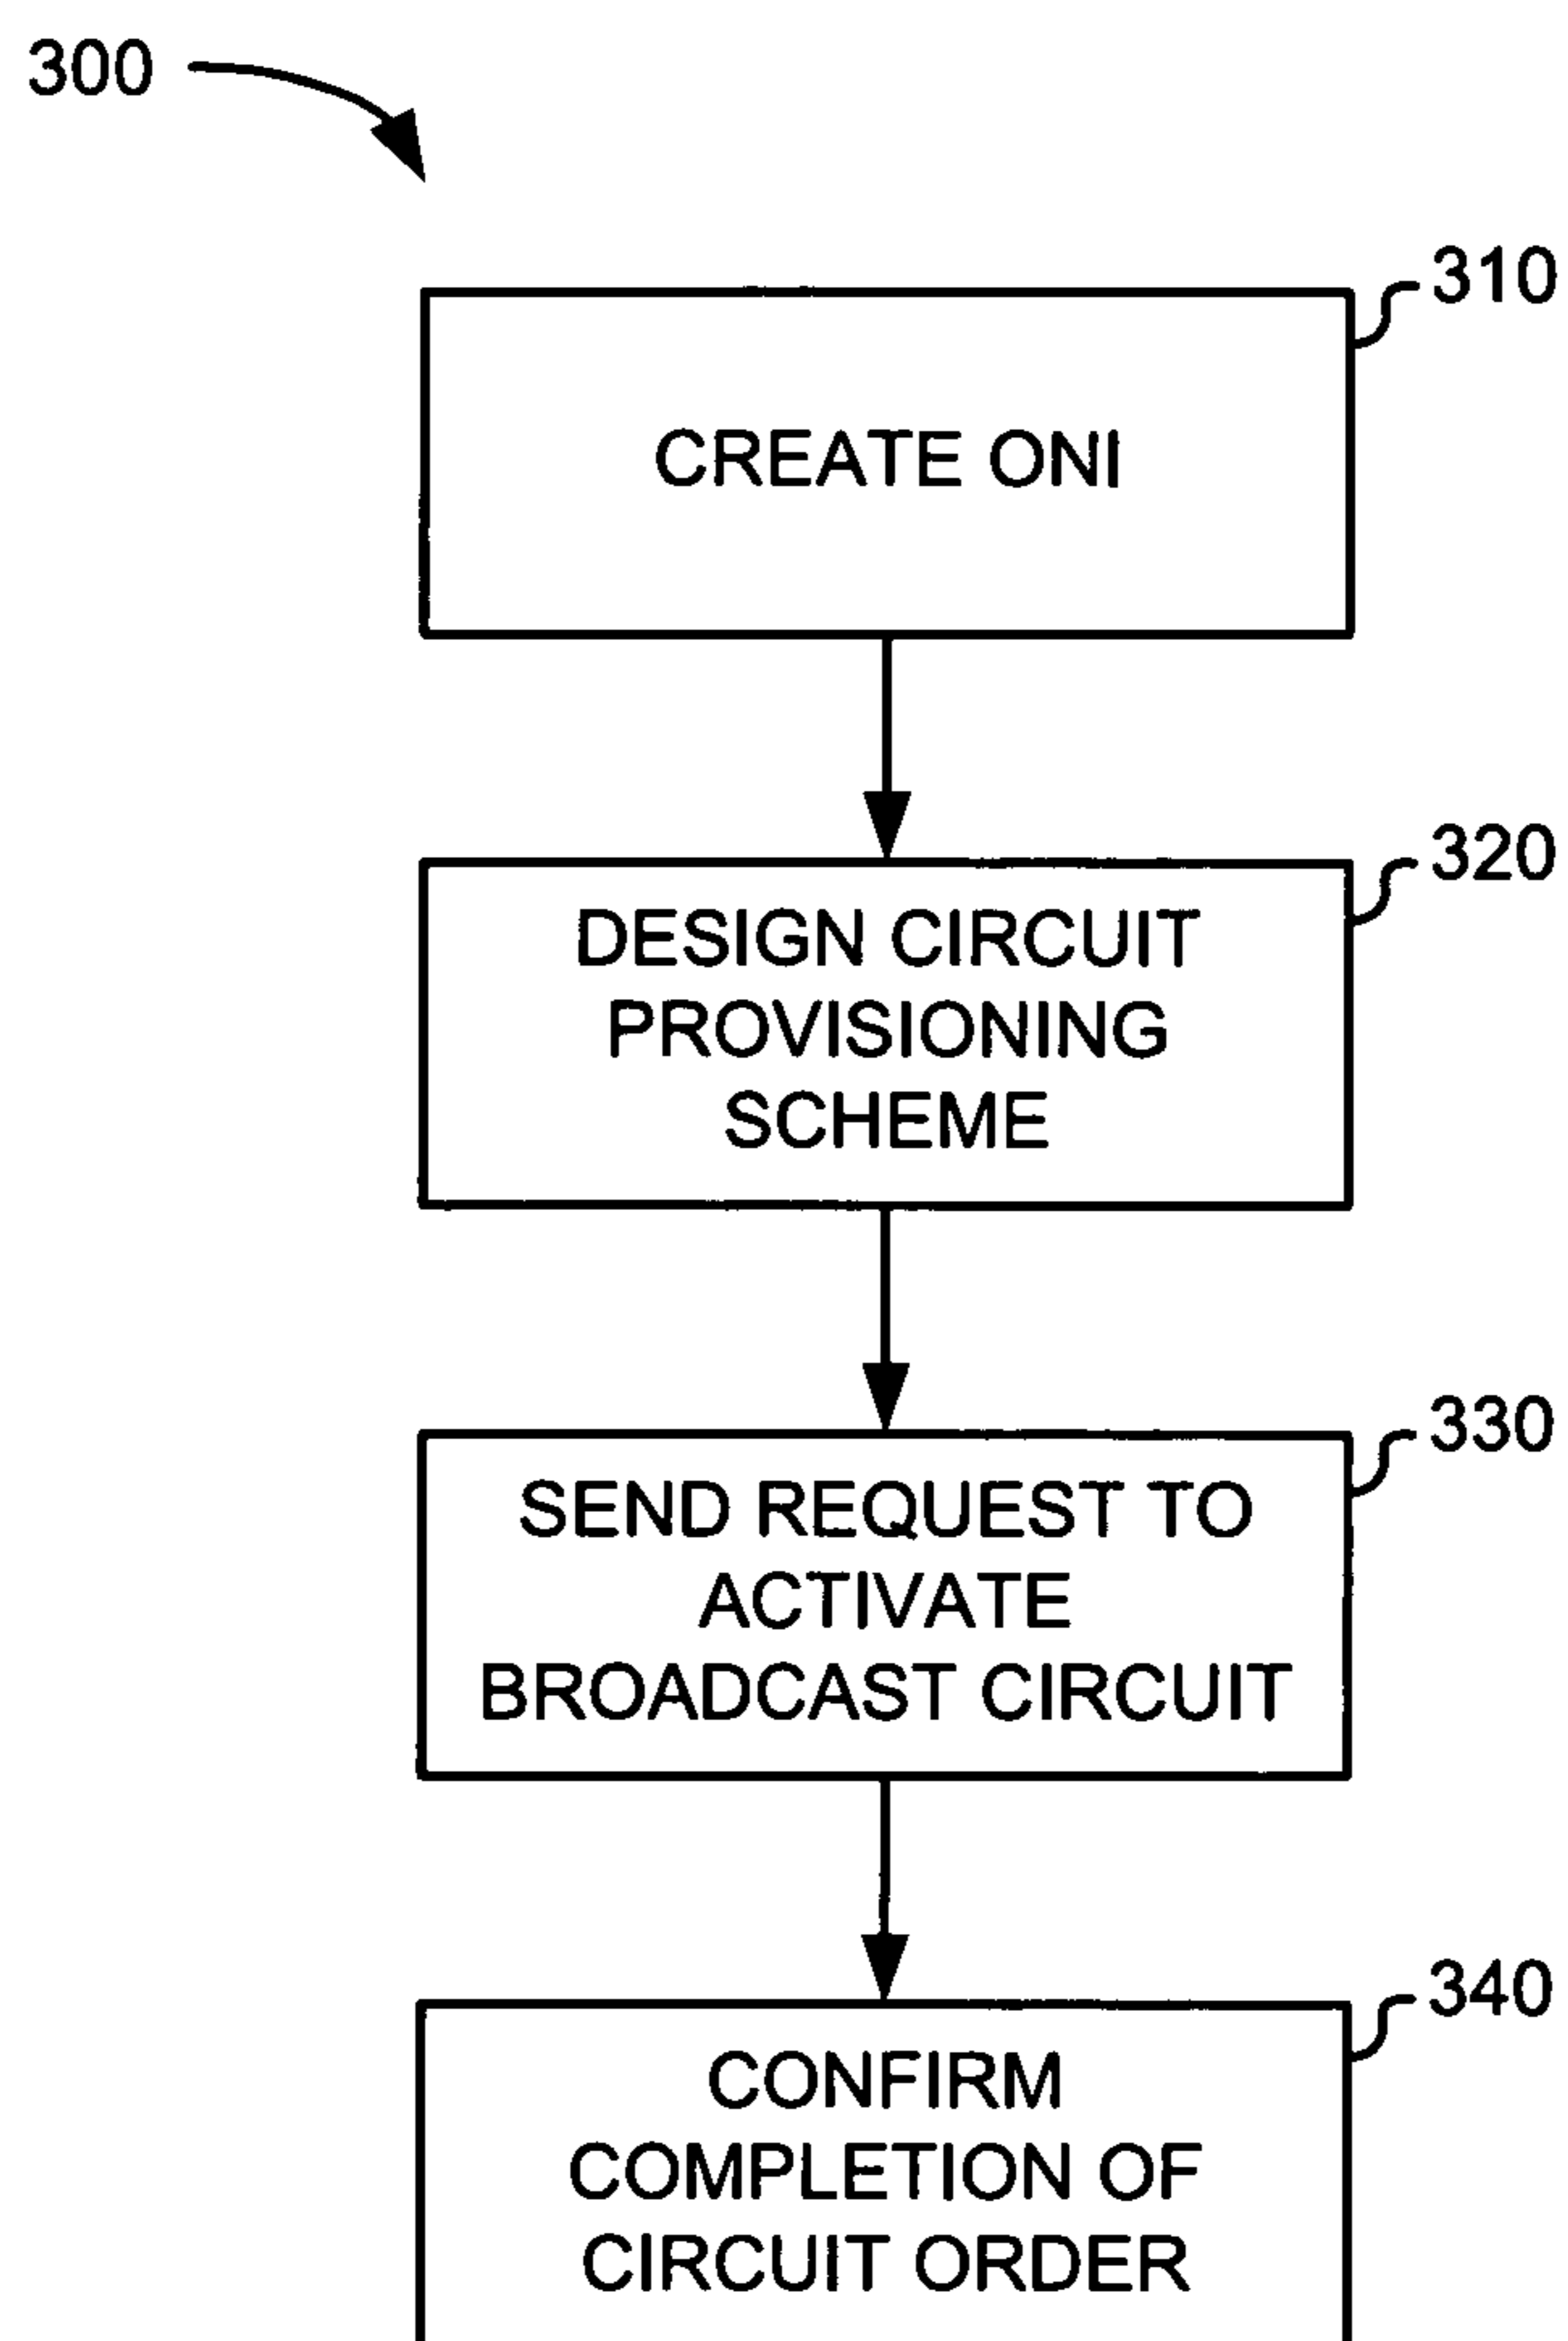 300
310
CREATE ONI
320
DESIGN CIRCUIT
PROVISIONING
SCHEME
330
SEND REQUEST TO
ACTIVATE
BROADCAST CIRCUIT
340
CONFIRM
COMPLETION OF
CIRCUIT ORDER